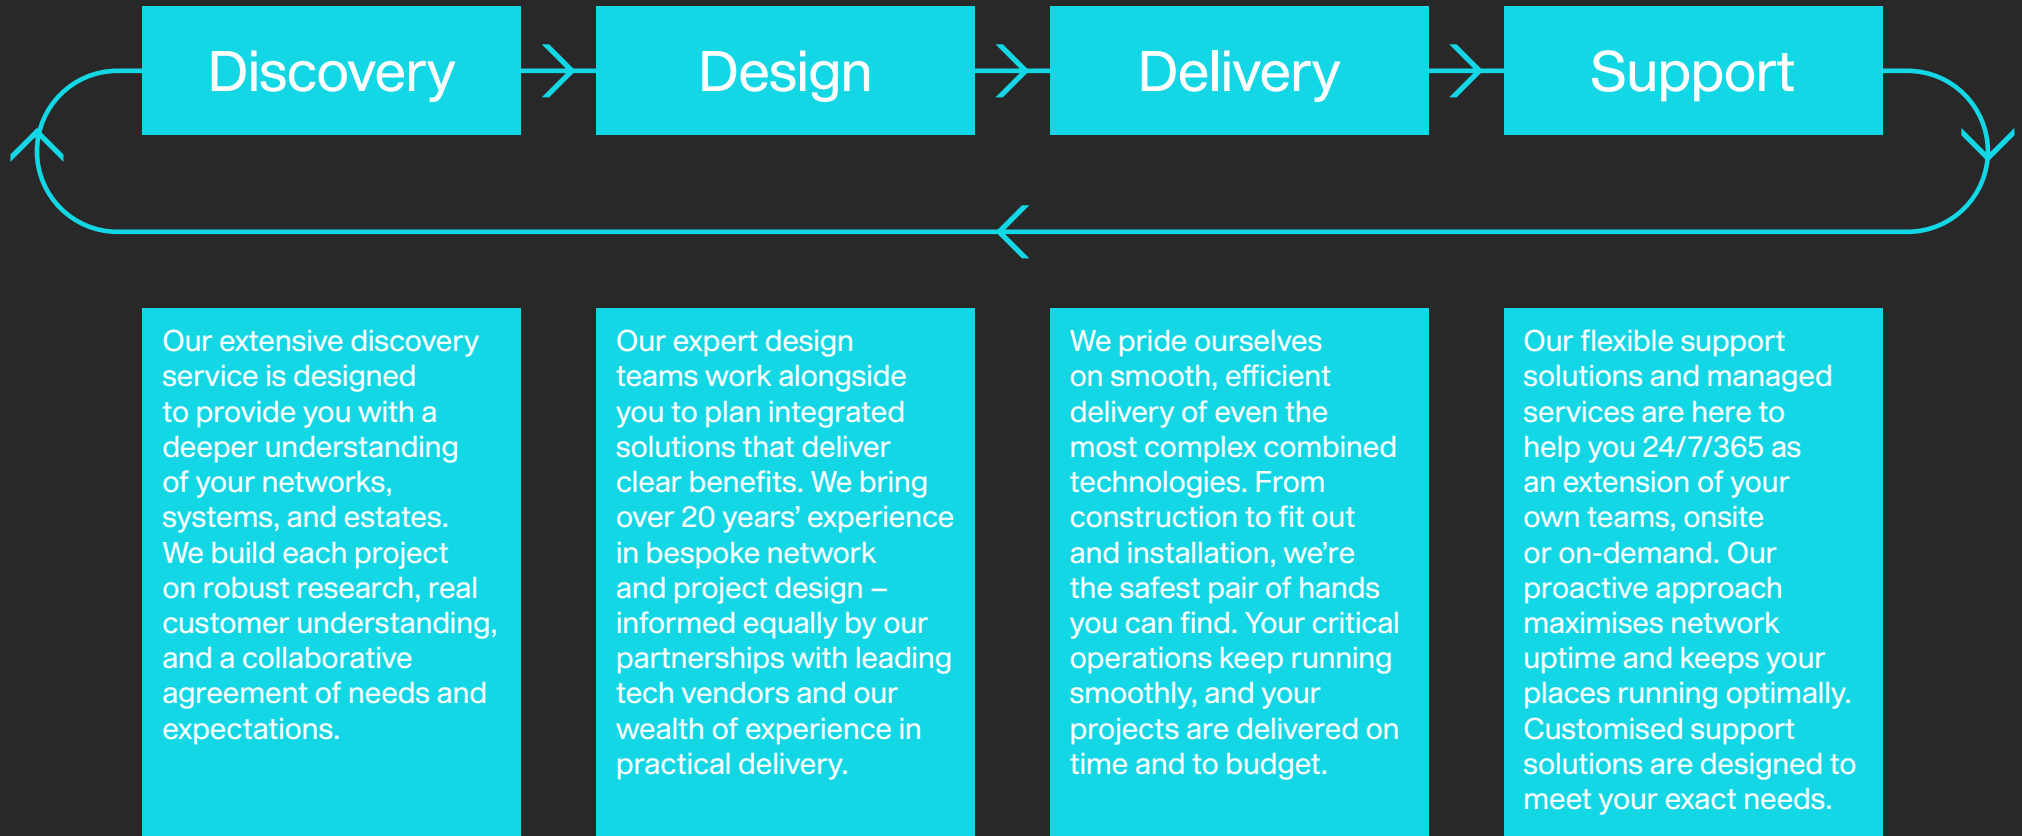 Discovery
Design
Delivery
Support
Our extensive discovery
service is designed
to provide you with a
deeper understanding
of your networks,
systems, and estates.
We build each project
on robust research, real
customer understanding,
and a collaborative
agreement of needs and
expectations.
Our expert design
teams work alongside
you to plan integrated
solutions that deliver
clear benefits. We bring
over 20 years’ experience
in bespoke network
and project design –
informed equally by our
partnerships with leading
tech vendors and our
wealth of experience in
practical delivery.
We pride ourselves
on smooth, efficient
delivery of even the
most complex combined
technologies. From
construction to fit out
and installation, we’re
the safest pair of hands
you can find. Your critical
operations keep running
smoothly, and your
projects are delivered on
time and to budget.
Our flexible support
solutions and managed
services are here to
help you 24/7/365 as
an extension of your
own teams, onsite
or on-demand. Our
proactive approach
maximises network
uptime and keeps your
places running optimally.
Customised support
solutions are designed to
meet your exact needs.